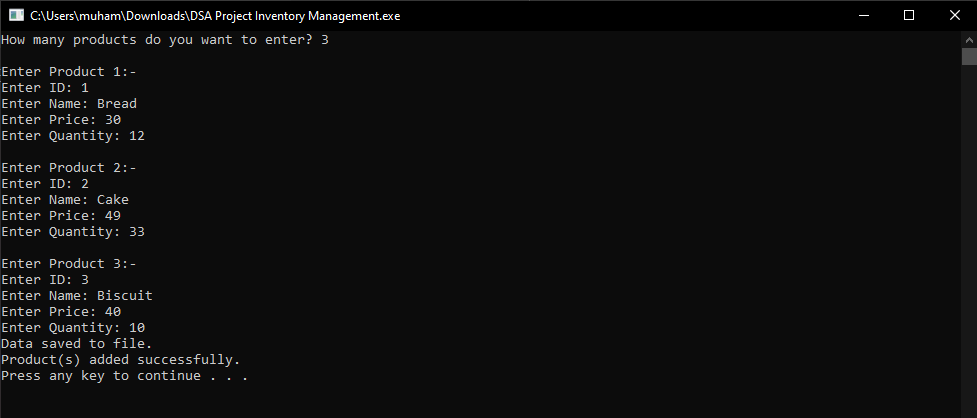 C:\Users\muham\Downloads\DSA Project Inventory Management.exe
How many products do you want to enter? 3
Enter Product 1:-
Enter ID: 1
Enter Name: Bread
Enter Price: 30
Enter Quantity: 12
Enter Product 2:-
Enter ID: 2
Enter Name: Cake
Enter Price: 49
Enter Quantity: 33
Enter Product 3:-
Enter ID: 3
Enter Name: Biscuit
Enter Price: 40
Enter Quantity: 10
Data saved to file.
Product(s) added successfully.
Press any key to continue . . .